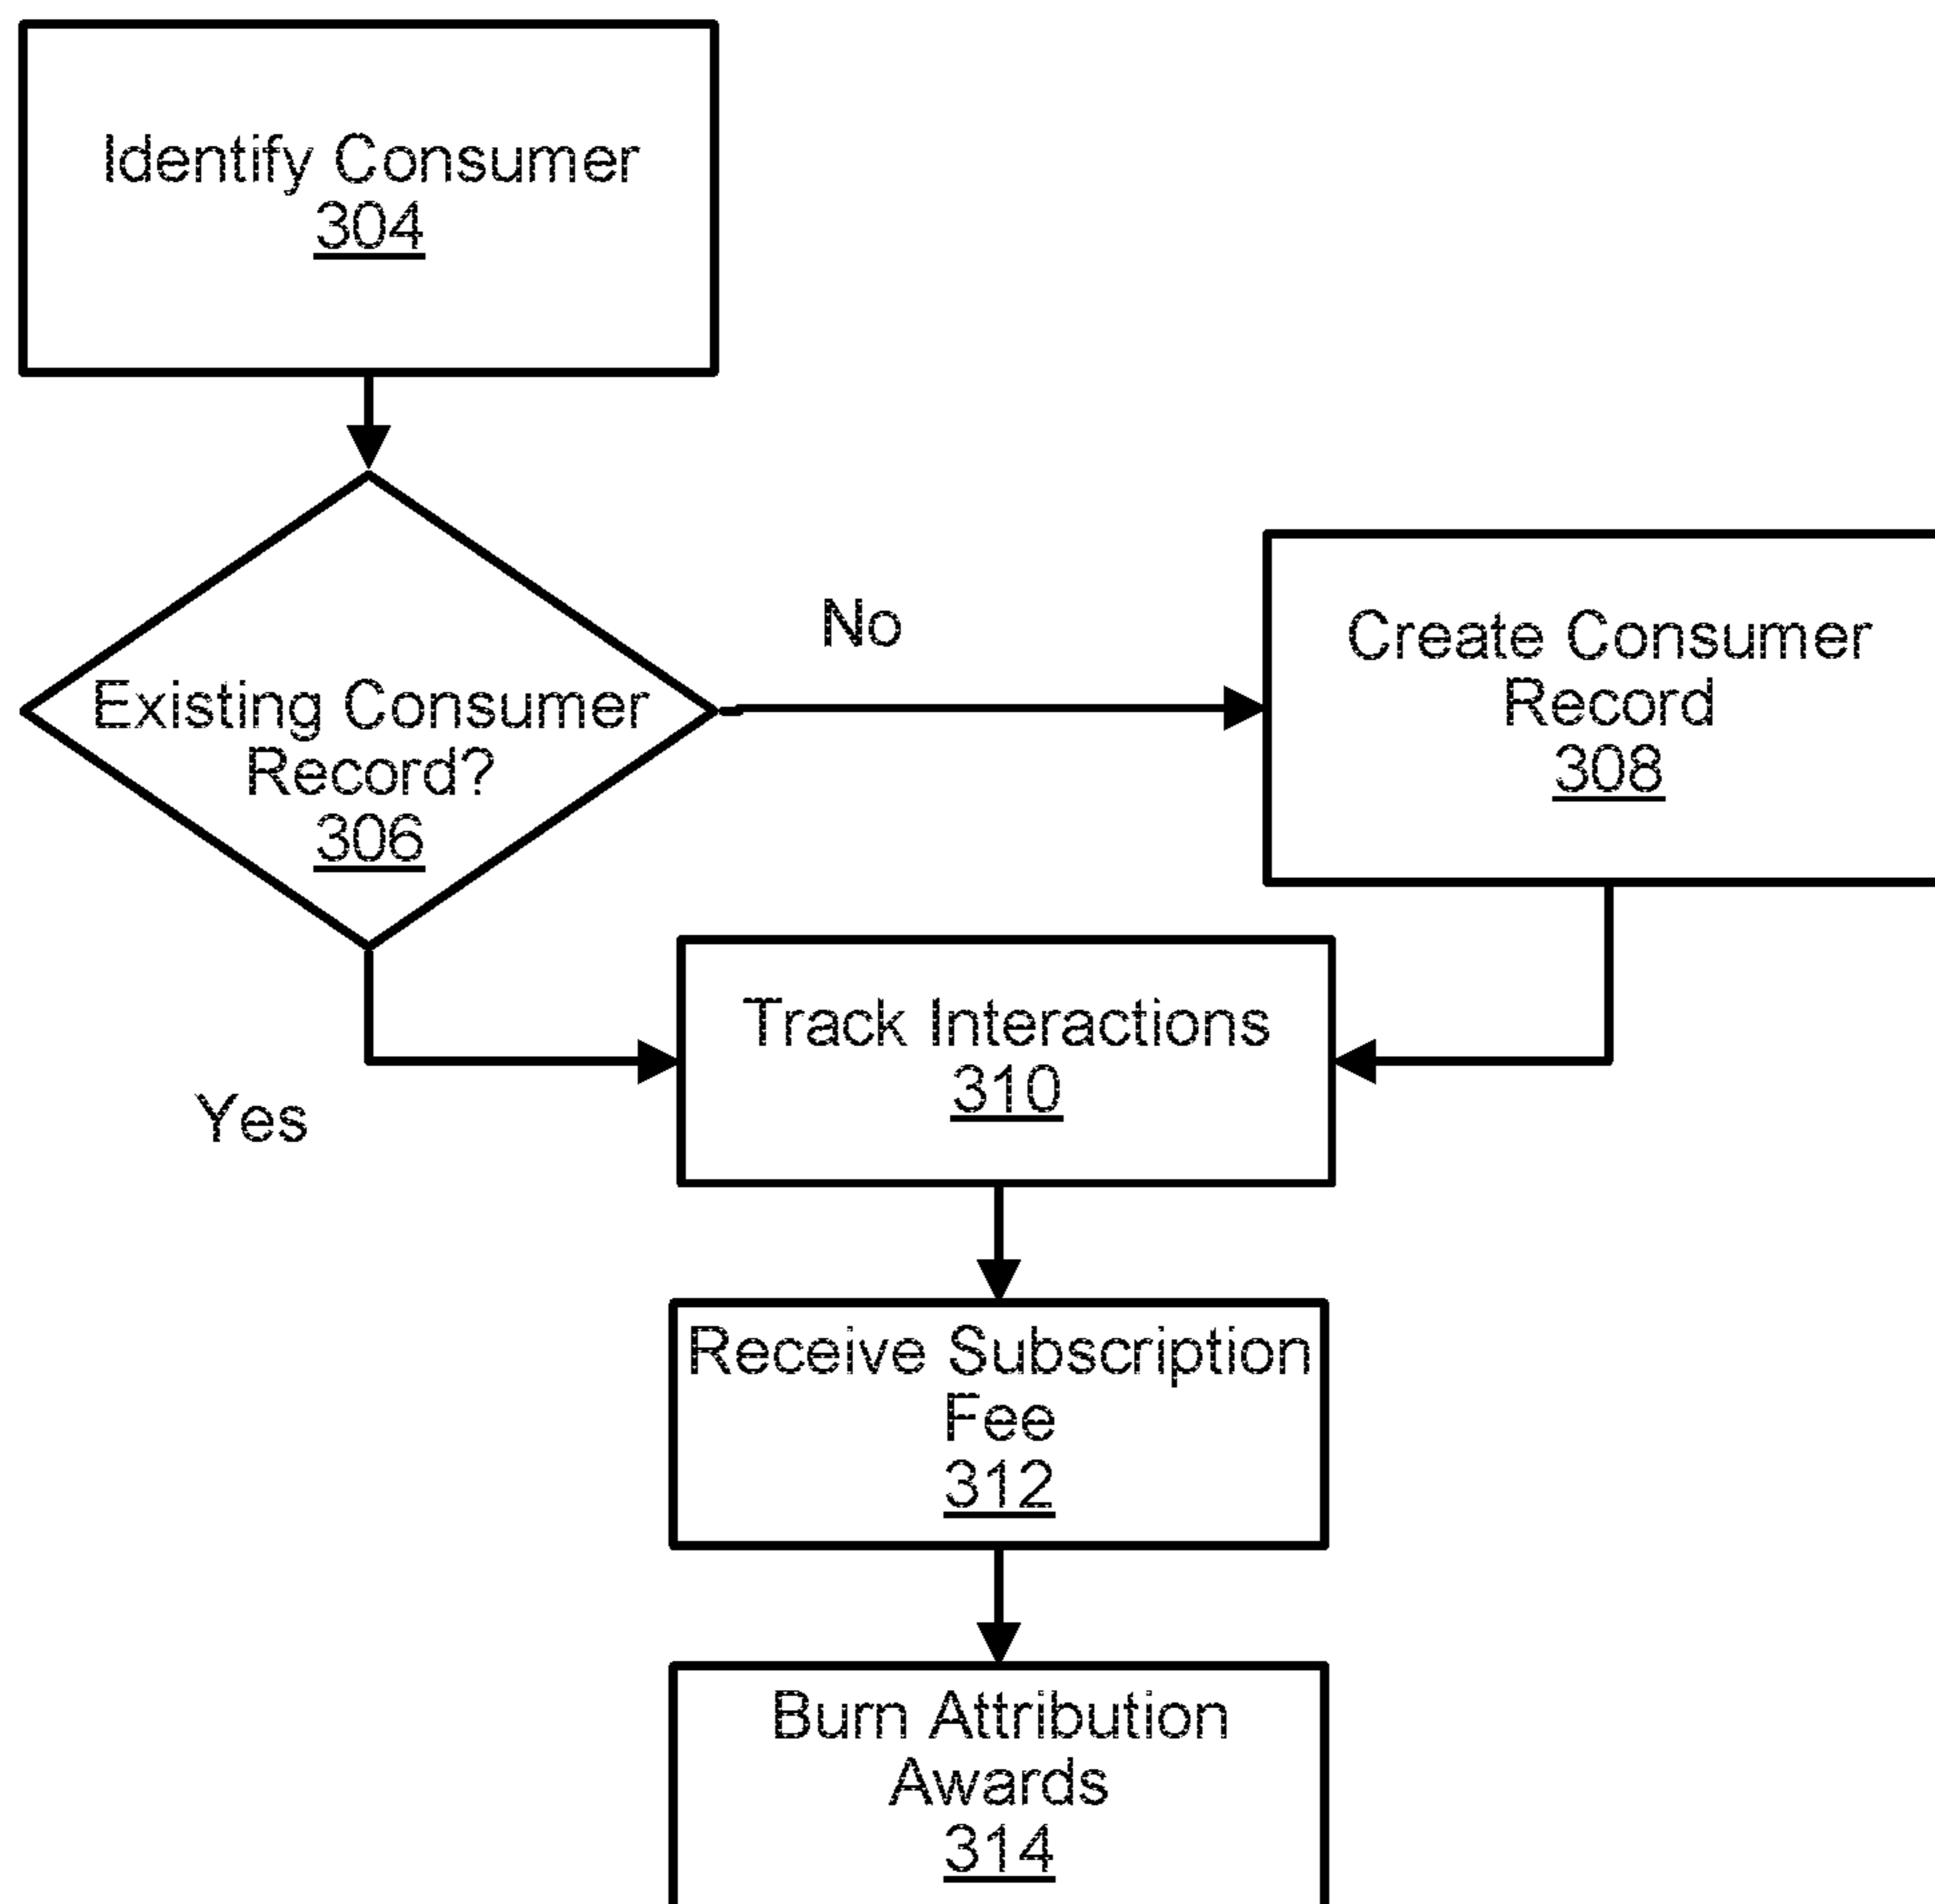 Identify Consumer
304
No
Existing Consumer
Record?
306
Create Consumer
Record
308
Yes
Track Interactions
310
Receive Subscription
Fee
312
Burn Attribution
Awards
314